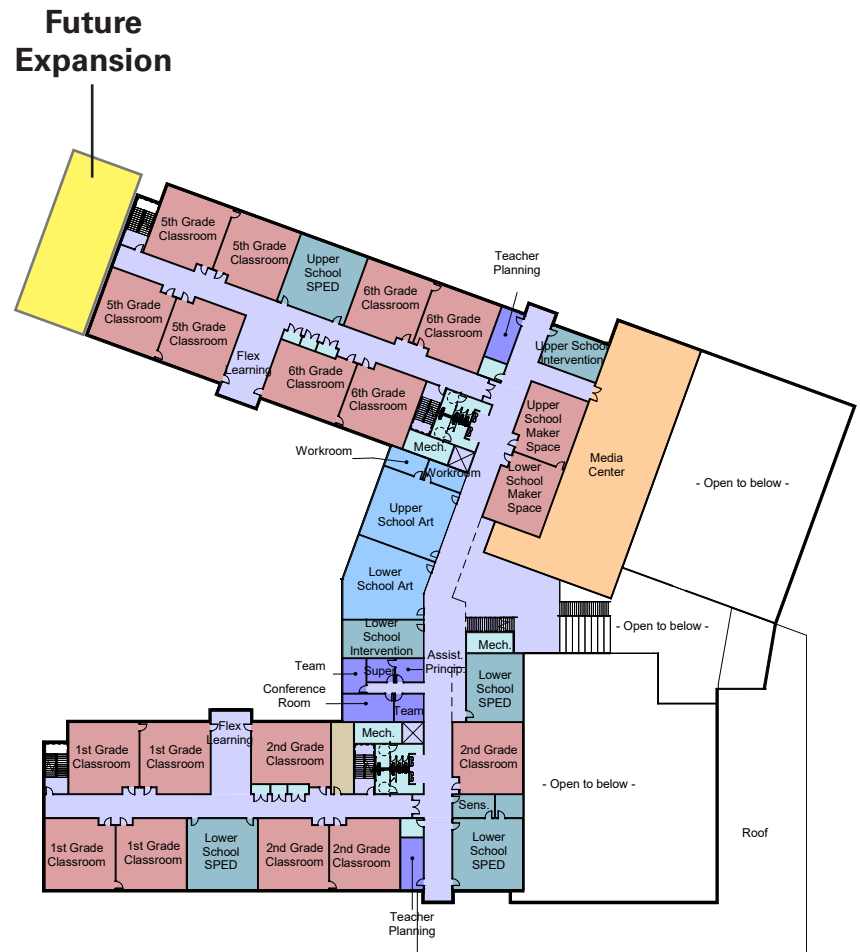 Future
Expansion
5th Grade
Classroom
5th Grade
Classroom
Upper
School
SPED
6th Grade
Classroom
6th Grade
Classroom
Teacher
Planning
Upper School
Intervention
5th Grade
Classroom
5th Grade
Classroom
Flex
Learning
6th Grade
Classroom
6th Grade
Classroom
Mech.
Workroom
Workroom
Upper
School
Maker
Space
Lower
School
Maker
Space
Media
Center
- Open to below -
Upper
School Art
Lower
School Art
Lower
School
Intervention
Mech.
- Open to below -
Team
Super.
Assist.
Princip.
Conference
Room
Team
Lower
School
SPED
Flex
Learning
Mech.
1st Grade
Classroom
1st Grade
Classroom
2nd Grade
Classroom
2nd Grade
Classroom
- Open to below -
Sens.
Roof
1st Grade
Classroom
1st Grade
Classroom
Lower
School
SPED
2nd Grade
Classroom
2nd Grade
Classroom
Lower
School
SPED
Teacher
Planning